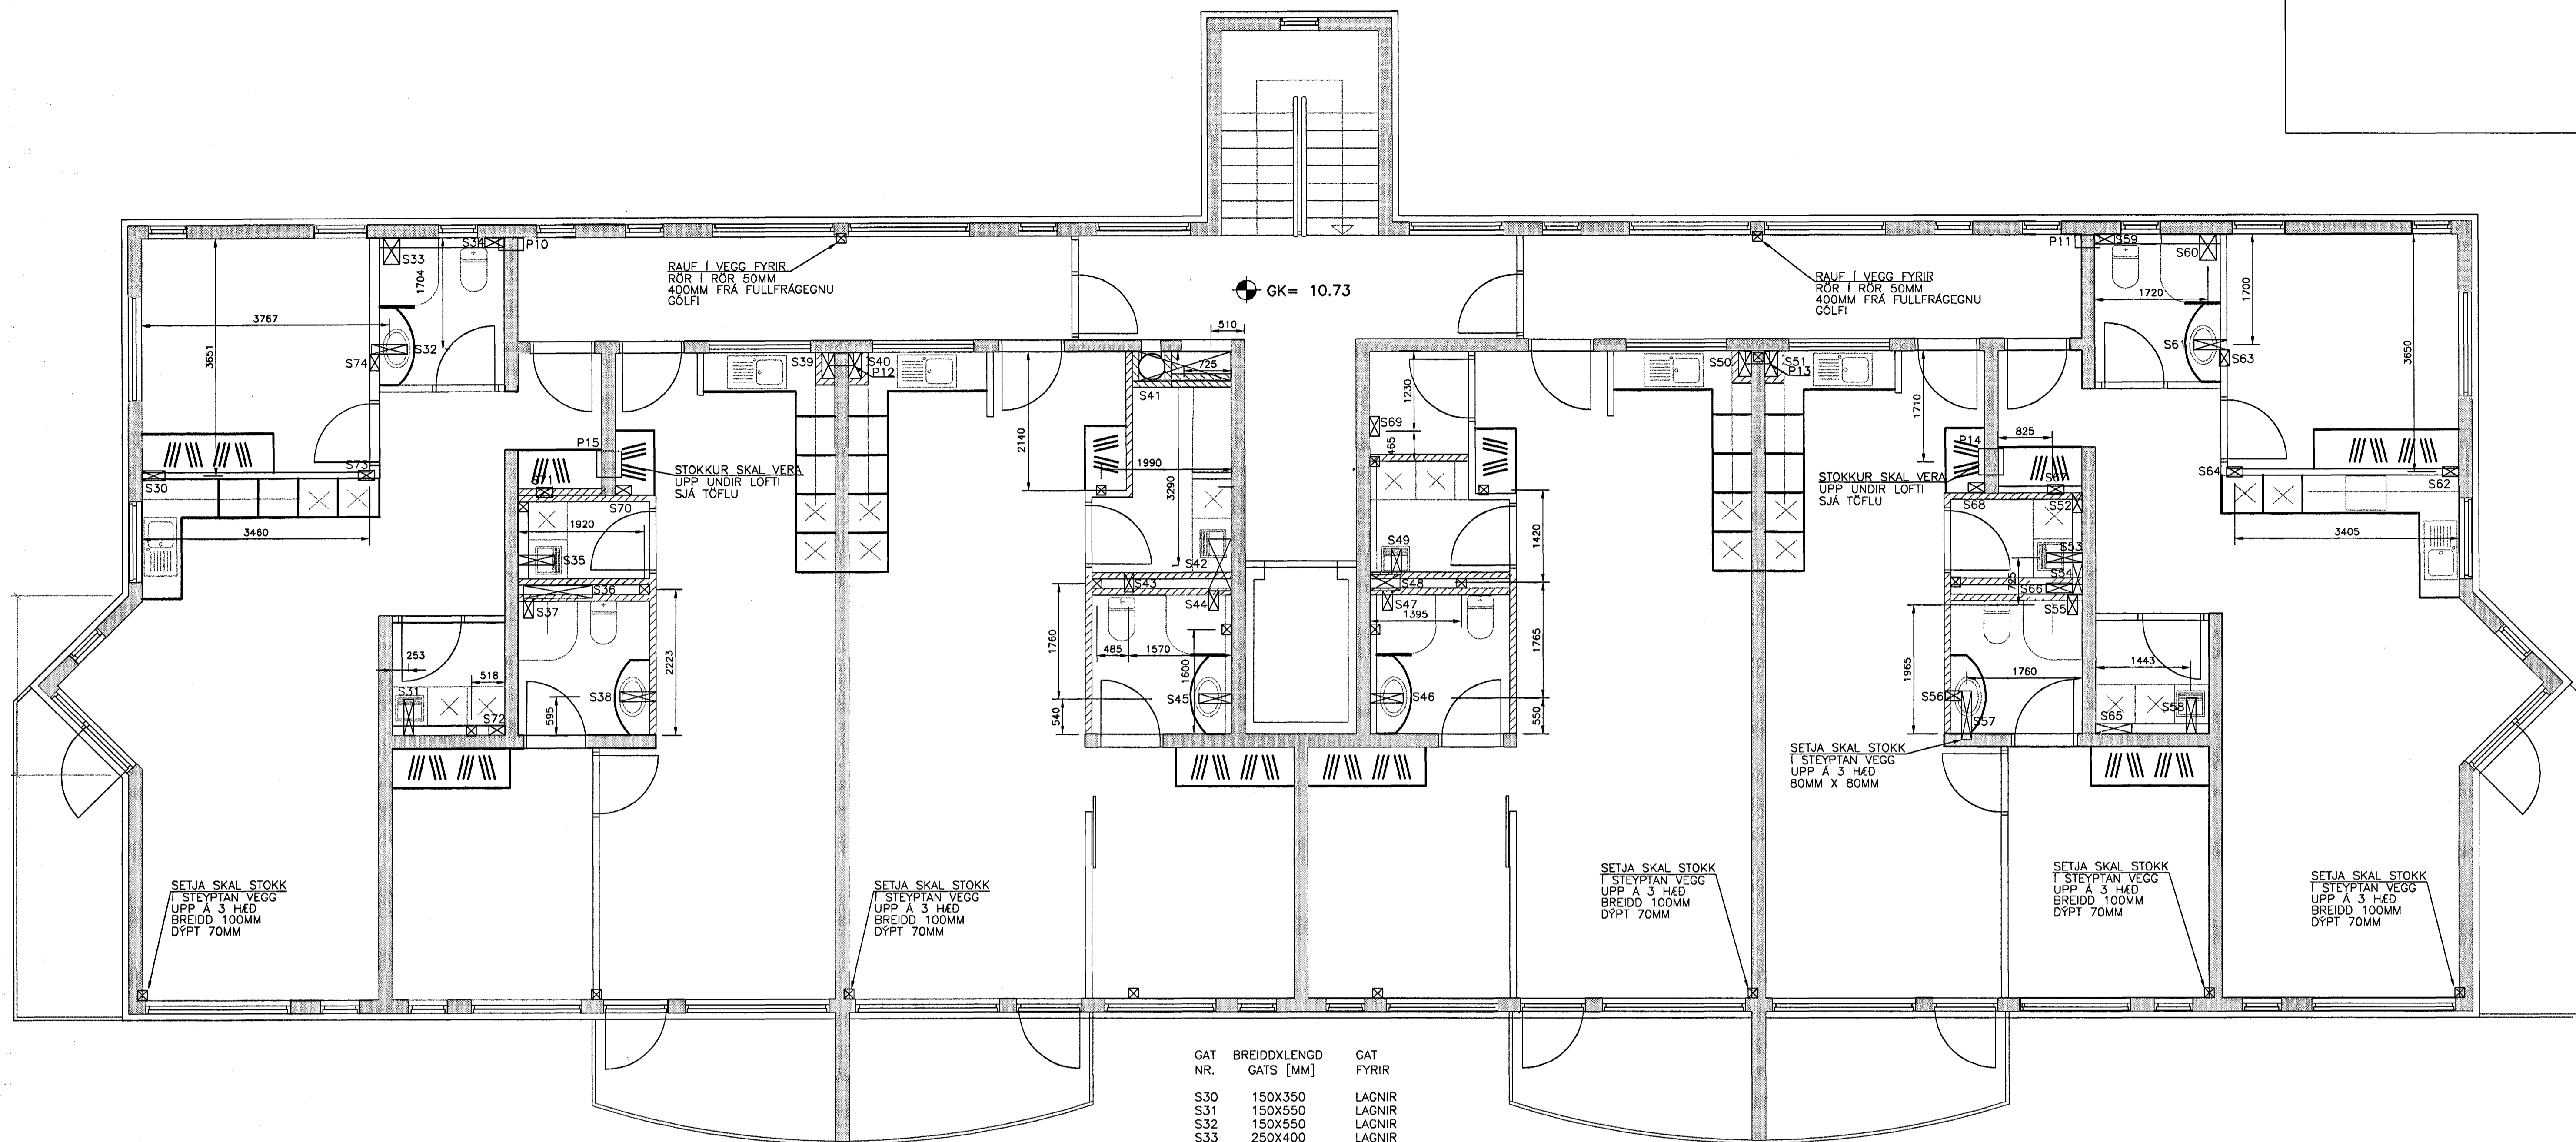 S34
P10
S33
1704
3767
3651
S32
S74
RAUF Í VEGG FYRIR
RÖR Í RÖR 50MM
400MM FRÁ FULLFRÁGEGNU
GÓLFI
GK= 10.73
510
RAUF Í VEGG FYRIR
RÖR Í RÖR 50MM
400MM FRÁ FULLFRÁGEGNU
GÓLFI
P11
S59
S60
1720
1700
S61
S63
3650
S39
S40
P12
725
S41
S50
S51
P13
1230
S69
465
1710
2140
1990
3290
P15
STOKKUR SKAL VERA
UPP UNDIR LOFTI
SJÁ TÖFLU
P14
825
STOKKUR SKAL VERA
UPP UNDIR LOFTI
SJÁ TÖFLU
S73
S30
S71
S70
1920
3460
S35
S36
S37
S42
S43
S44
S49
S48
S47
1395
1420
S68
S67
S52
S53
S54
725
S66
S55
S64
S62
3405
253
518
S31
S72
595
S38
2223
1760
485
1570
1600
540
S45
S46
1765
550
1965
S56
S57
1760
1443
S65
S58
SETJA SKAL STOKK
Í STEYPTAN VEGG
UPP Á 3 HÆÐ
80MM X 80MM
SETJA SKAL STOKK
Í STEYPTAN VEGG
UPP Á 3 HÆÐ
BREIDD 100MM
DÝPT 70MM
SETJA SKAL STOKK
Í STEYPTAN VEGG
UPP Á 3 HÆÐ
BREIDD 100MM
DÝPT 70MM
SETJA SKAL STOKK
Í STEYPTAN VEGG
UPP Á 3 HÆÐ
BREIDD 100MM
DÝPT 70MM
SETJA SKAL STOKK
Í STEYPTAN VEGG
UPP Á 3 HÆÐ
BREIDD 100MM
DÝPT 70MM
SETJA SKAL STOKK
Í STEYPTAN VEGG
UPP Á 3 HÆÐ
BREIDD 100MM
DÝPT 70MM
GAT BREIDDXLENGD GAT
NR. GATS [MM] FYRIR
S30 150X350 LAGNIR
S31 150X550 LAGNIR
S32 150X550 LAGNIR
S33 250X400 LAGNIR